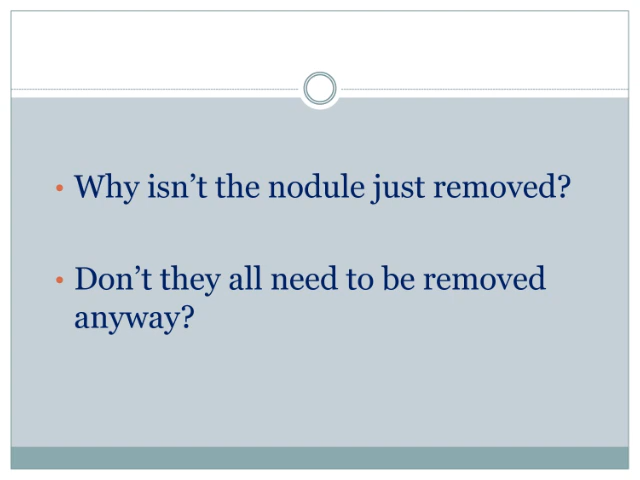 • Why isn’t the nodule just removed?
• Don’t they all need to be removed
anyway?